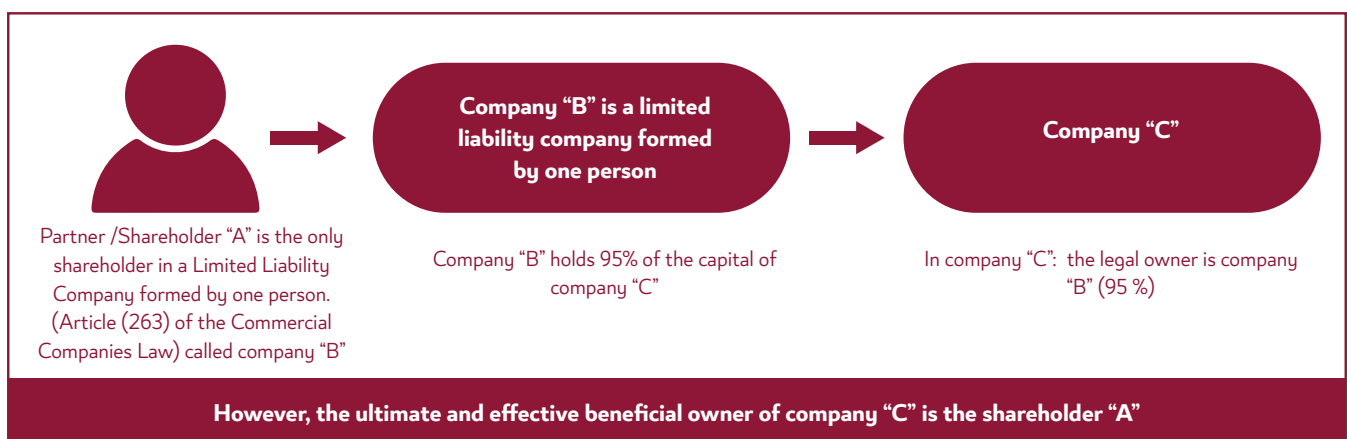 Company “B” is a limited
liability company formed
by one person
Company “C”
Partner /Shareholder “A” is the only
shareholder in a Limited Liability
Company formed by one person.
(Article (263) of the Commercial
Companies Law) called company “B”
Company “B” holds 95% of the capital of
company “C”
In company “C”:  the legal owner is company
“B” (95 %)
However, the ultimate and effective beneficial owner of company “C” is the shareholder “A”